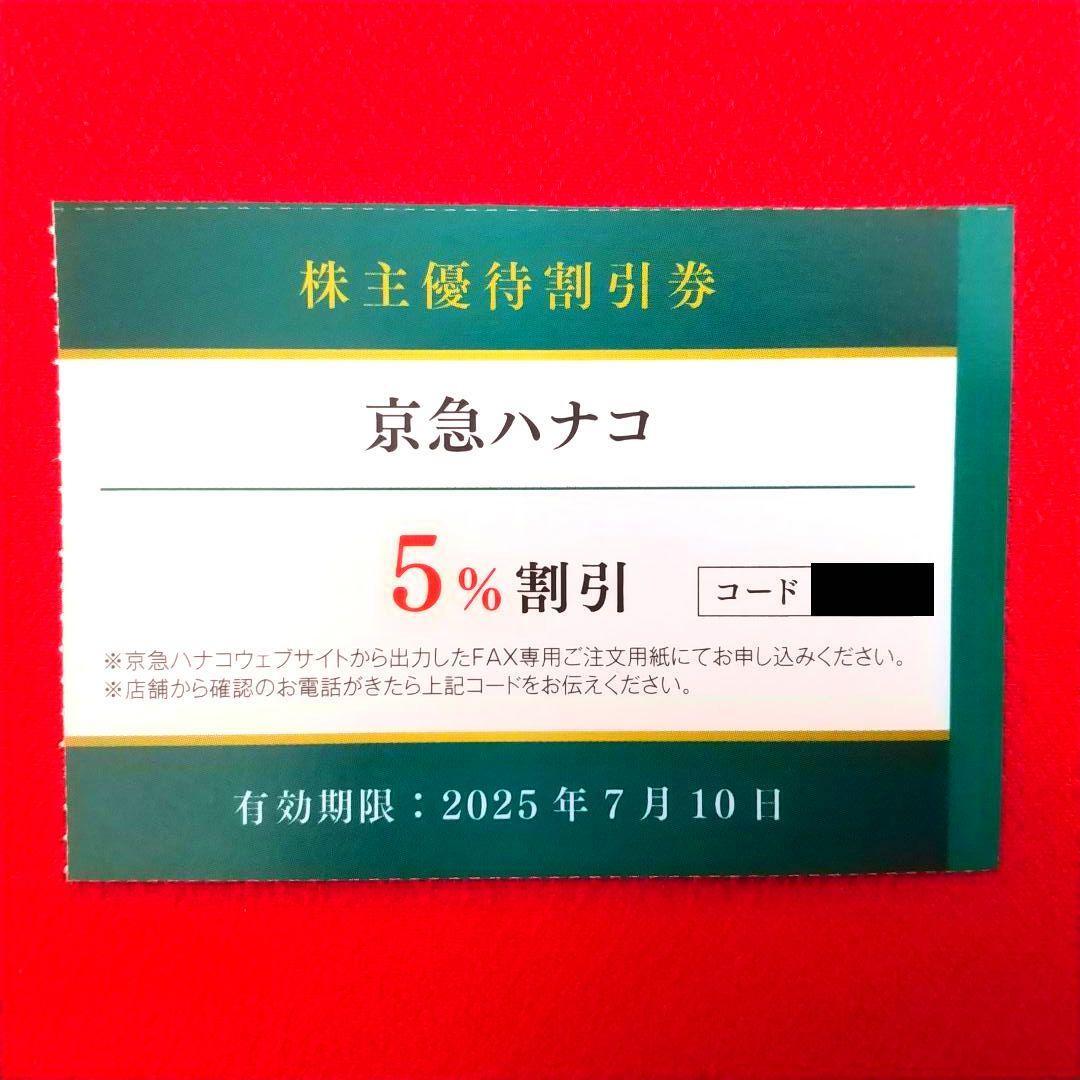 株主優待割引券
京急ハナコ
5%割引
コード
※京急ハナコウェブサイトから出力したFAX専用ご注文用紙にてお申し込みください。
※店舗から確認のお電話がきたら上記コードをお伝えください。
有効期限：2025年7月10日